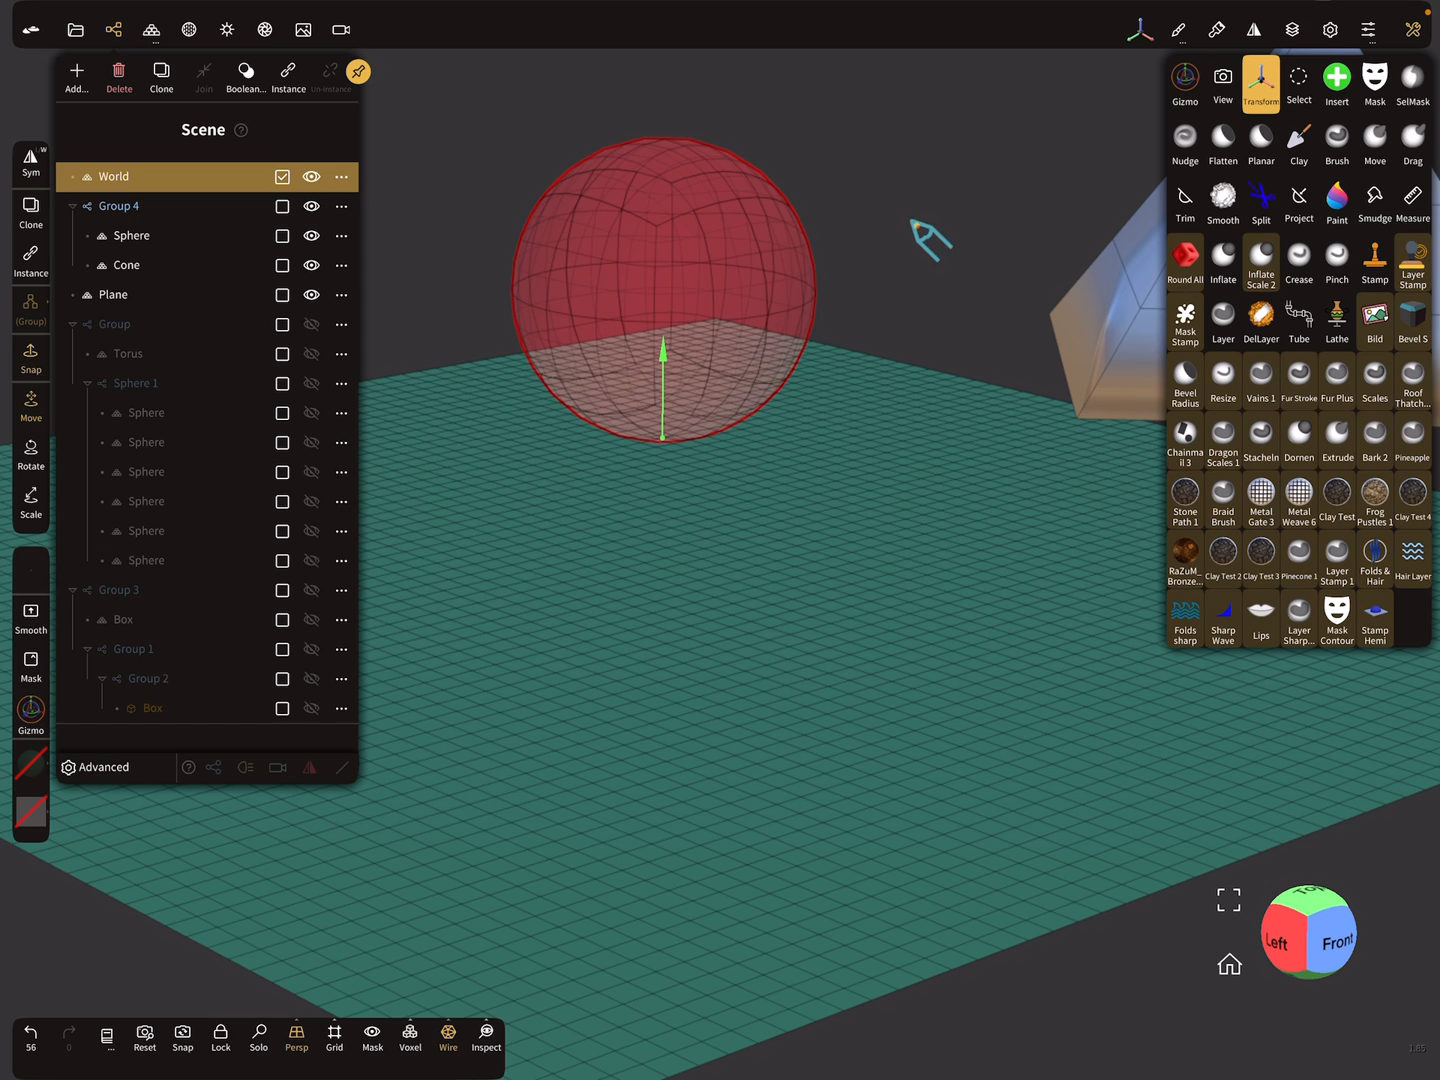 Add...
Delete
Clone
Join
Boolean...
Instance
Un-instance
Scene
World
Group 4
Sphere
Cone
Plane
Group
Torus
Sphere 1
Sphere
Sphere
Sphere
Sphere
Sphere
Sphere
Group 3
Box
Group 1
Group 2
Box
Advanced
Sym
Clone
Instance
(Group)
Snap
Move
Rotate
Scale
Smooth
Mask
Gizmo
Gizmo
View
Transform
Select
Insert
Mask
SelMask
Nudge
Flatten
Planar
Clay
Brush
Move
Drag
Trim
Smooth
Split
Project
Paint
Smudge
Measure
Round All
Inflate
Inflate
Scale 2
Crease
Pinch
Stamp
Layer
Stamp
Mask
Stamp
Layer
DelLayer
Tube
Lathe
Bild
Bevel S
Bevel
Radius
Resize
Vains 1
Fur Stroke
Fur Plus
Scales
Roof
Thatch...
Chainma
il 3
Dragon
Scales 1
Stacheln
Dornen
Extrude
Bark 2
Pineapple
Stone
Path 1
Braid
Brush
Metal
Gate 3
Metal
Weave 6
Clay Test
Frog
Pustles 1
Clay Test 4
RaZuM_
Bronze...
Clay Test 2
Clay Test 3
Pinecone 1
Layer
Stamp 1
Folds &
Hair
Hair Layer
Folds
sharp
Sharp
Wave
Lips
Layer
Sharp...
Mask
Contour
Stamp
Hemi
Top
Left
Front
56
0
...
Reset
Snap
Lock
Solo
Persp
Grid
Mask
Voxel
Wire
Inspect
1.85